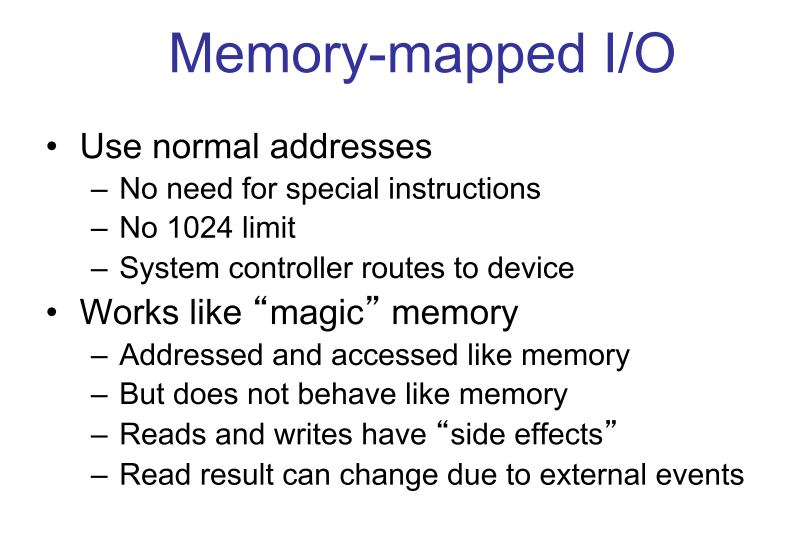 Memory-mapped I/O
• Use normal addresses
– No need for special instructions
– No 1024 limit
– System controller routes to device
• Works like “magic” memory
– Addressed and accessed like memory
– But does not behave like memory
– Reads and writes have “side effects”
– Read result can change due to external events